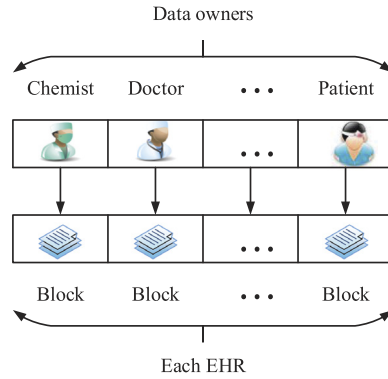 Data owners
Chemist Doctor ... Patient
...
...
Block Block ... Block
Each EHR